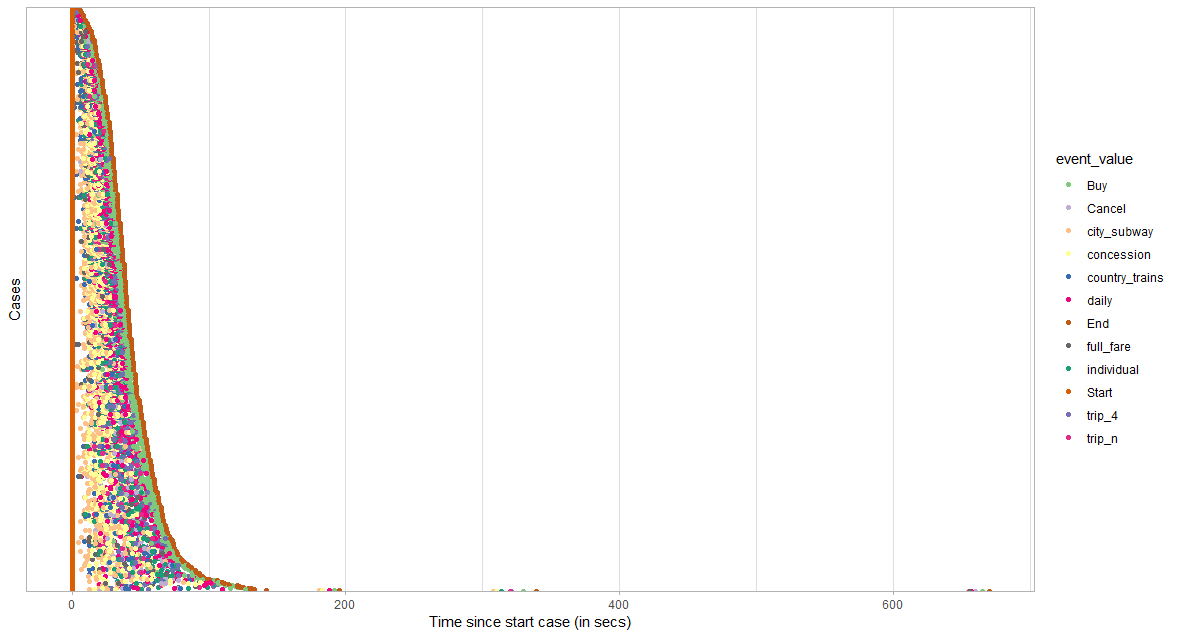 Cases
0
200
400
600
Time since start case (in secs)
event_value
Buy
Cancel
city_subway
concession
country_trains
daily
End
full_fare
individual
Start
trip_4
trip_n